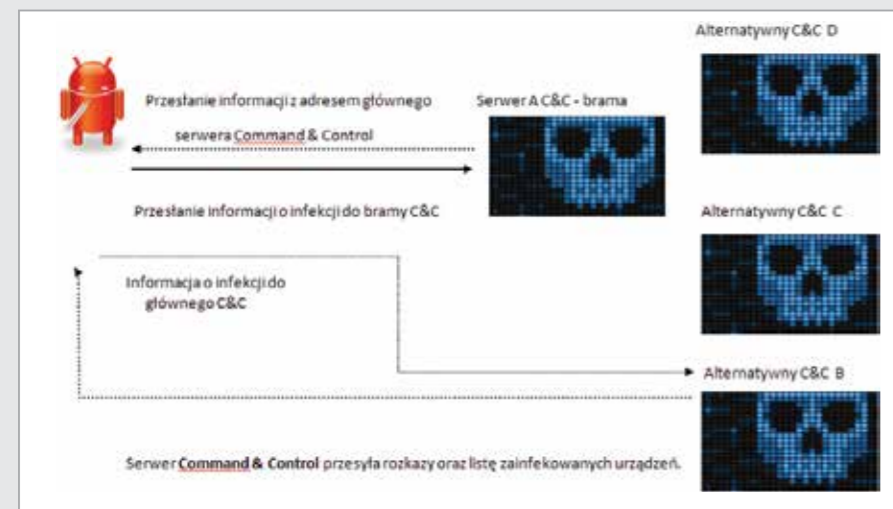 Alternatywny C&C D
Przesłanie informacji z adresem głównego
serwera Command & Control
Serwer A C&C - brama
Przesłanie informacji o infekcji do bramy C&C
Alternatywny C&C C
Informacja o infekcji do
głównego C&C
Alternatywny C&C B
Serwer Command & Control przesyła rozkazy oraz listę zainfekowanych urządzeń.